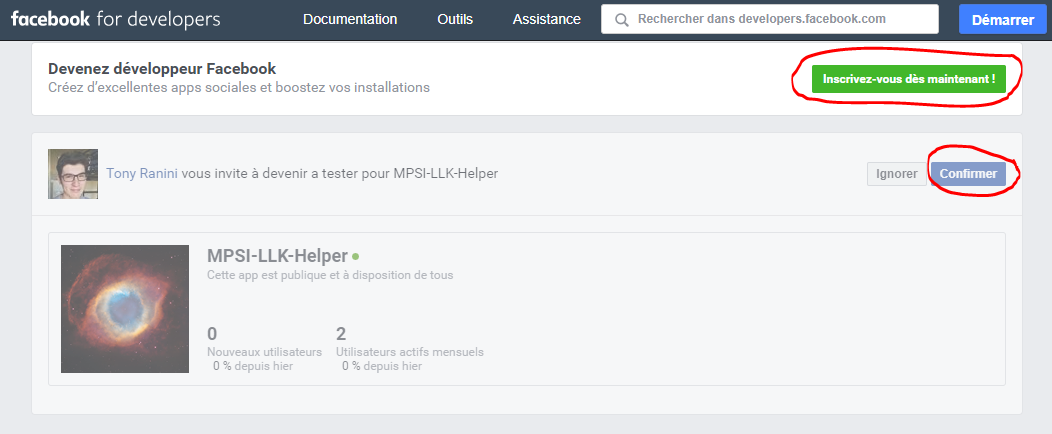 facebook for developers Documentation Outils Assistance Rechercher dans developers.facebook.com Démarrer
Devenez développeur Facebook
Créez d'excellentes apps sociales et boostez vos installations
Inscrivez-vous dès maintenant !
Tony Ranini vous invite à devenir a tester pour MPSI-LLK-Helper Ignorer Confirmer
MPSI-LLK-Helper
Cette app est publique et à disposition de tous
0 2
Nouveaux utilisateurs Utilisateurs actifs mensuels
0 % depuis hier 0 % depuis hier